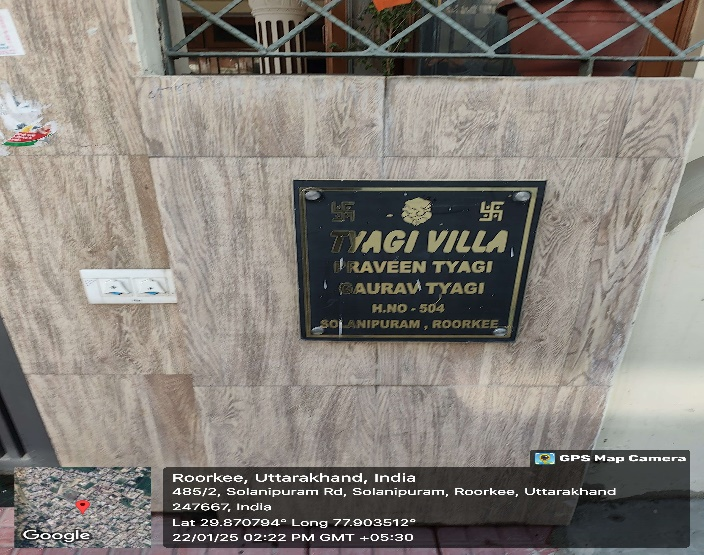 TYAGI VILLA
PRAVEEN TYAGI
GAURAV TYAGI
H.NO - 504
SOLANIPURAM , ROORKEE
GPS Map Camera
Roorkee, Uttarakhand, India
485/2, Solanipuram Rd, Solanipuram, Roorkee, Uttarakhand
247667, India
Lat 29.870794° Long 77.903512°
22/01/25 02:22 PM GMT +05:30
Google